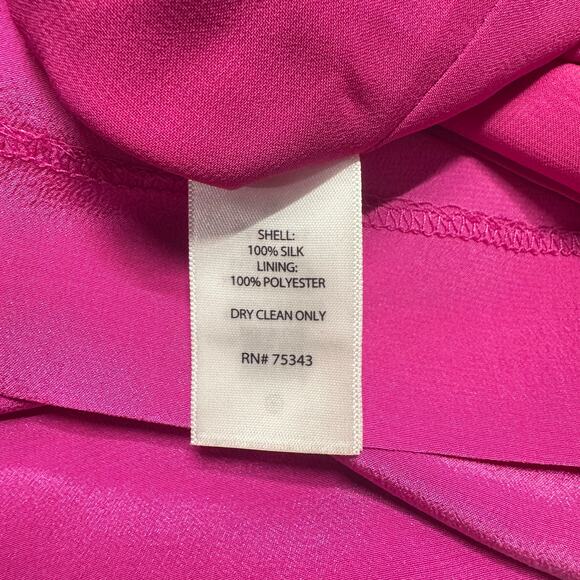 SHELL:
100% SILK
LINING:
100% POLYESTER
DRY CLEAN ONLY
RN# 75343